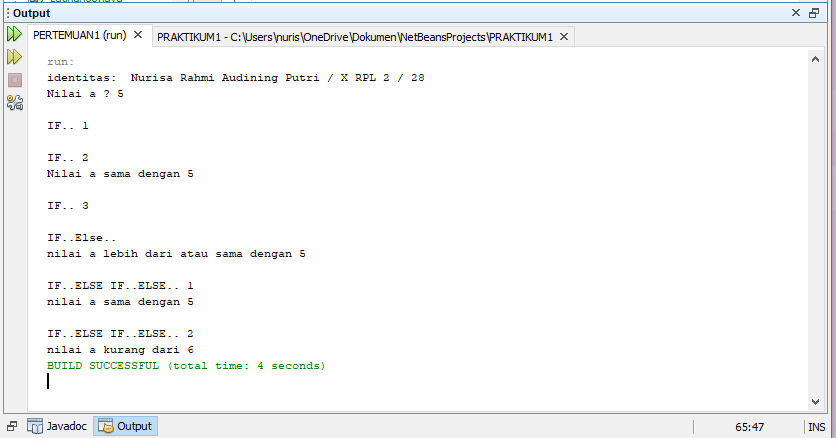 Output
PERTEMUAN1 (run)
PRAKTIKUM1 - C:\Users\nuris\OneDrive\Dokumen\NetBeansProjects\PRAKTIKUM1
run:
identitas:  Nurisa Rahmi Audining Putri / X RPL 2 / 28
Nilai a ? 5
IF.. 1
IF.. 2
Nilai a sama dengan 5
IF.. 3
IF..Else..
nilai a lebih dari atau sama dengan 5
IF..ELSE IF..ELSE.. 1
nilai a sama dengan 5
IF..ELSE IF..ELSE.. 2
nilai a kurang dari 6
BUILD SUCCESSFUL (total time: 4 seconds)
Javadoc
Output
65:47
INS